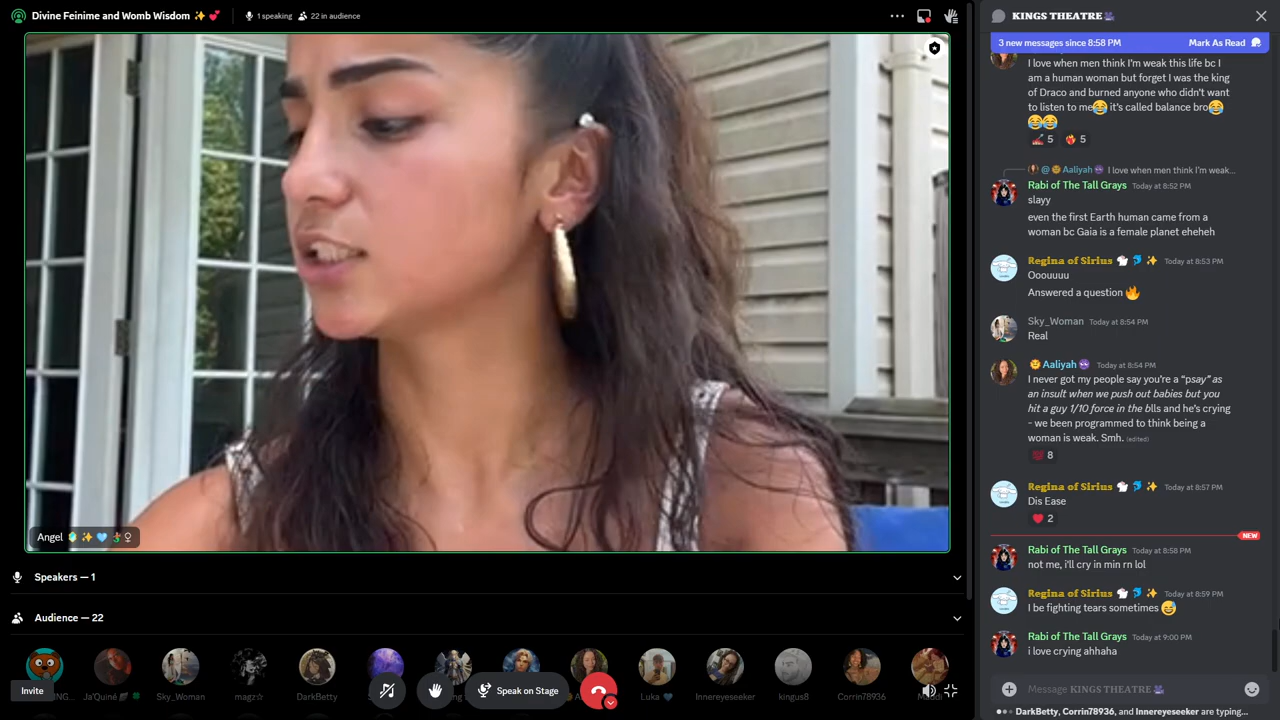 Divine Feinime and Womb Wisdom ✨ 💕
1 speaking 22 in audience
Angel
Speakers — 1
Audience — 22
Ja'Quiné
Sky_Woman
magz☆
DarkBetty
Luka 💙
Innereyeseeker
kingus8
Corrin78936
Invite
Speak on Stage
KINGS THEATRE
3 new messages since 8:58 PM Mark As Read
I love when men think I'm weak this life bc I
am a human woman but forget I was the king
of Draco and burned anyone who didn't want
to listen to me😂 it's called balance bro😂
😂😂
5 5
@ Aaliyah I love when men think I'm weak...
Rabi of The Tall Grays Today at 8:52 PM
slayy
even the first Earth human came from a
woman bc Gaia is a female planet eheheh
Regina of Sirius Today at 8:53 PM
Ooouuuu
Answered a question 🔥
Sky_Woman Today at 8:54 PM
Real
Aaliyah Today at 8:54 PM
I never got my people say you're a “psay” as
an insult when we push out babies but you
hit a guy 1/10 force in the blls and he's crying
- we been programmed to think being a
woman is weak. Smh. (edited)
💯 8
Regina of Sirius Today at 8:57 PM
Dis Ease
❤️ 2
NEW
Rabi of The Tall Grays Today at 8:58 PM
not me, i'll cry in min rn lol
Regina of Sirius Today at 8:59 PM
I be fighting tears sometimes 😅
Rabi of The Tall Grays Today at 9:00 PM
i love crying ahhaha
Message KINGS THEATRE
DarkBetty, Corrin78936, and Innereyeseeker are typing...